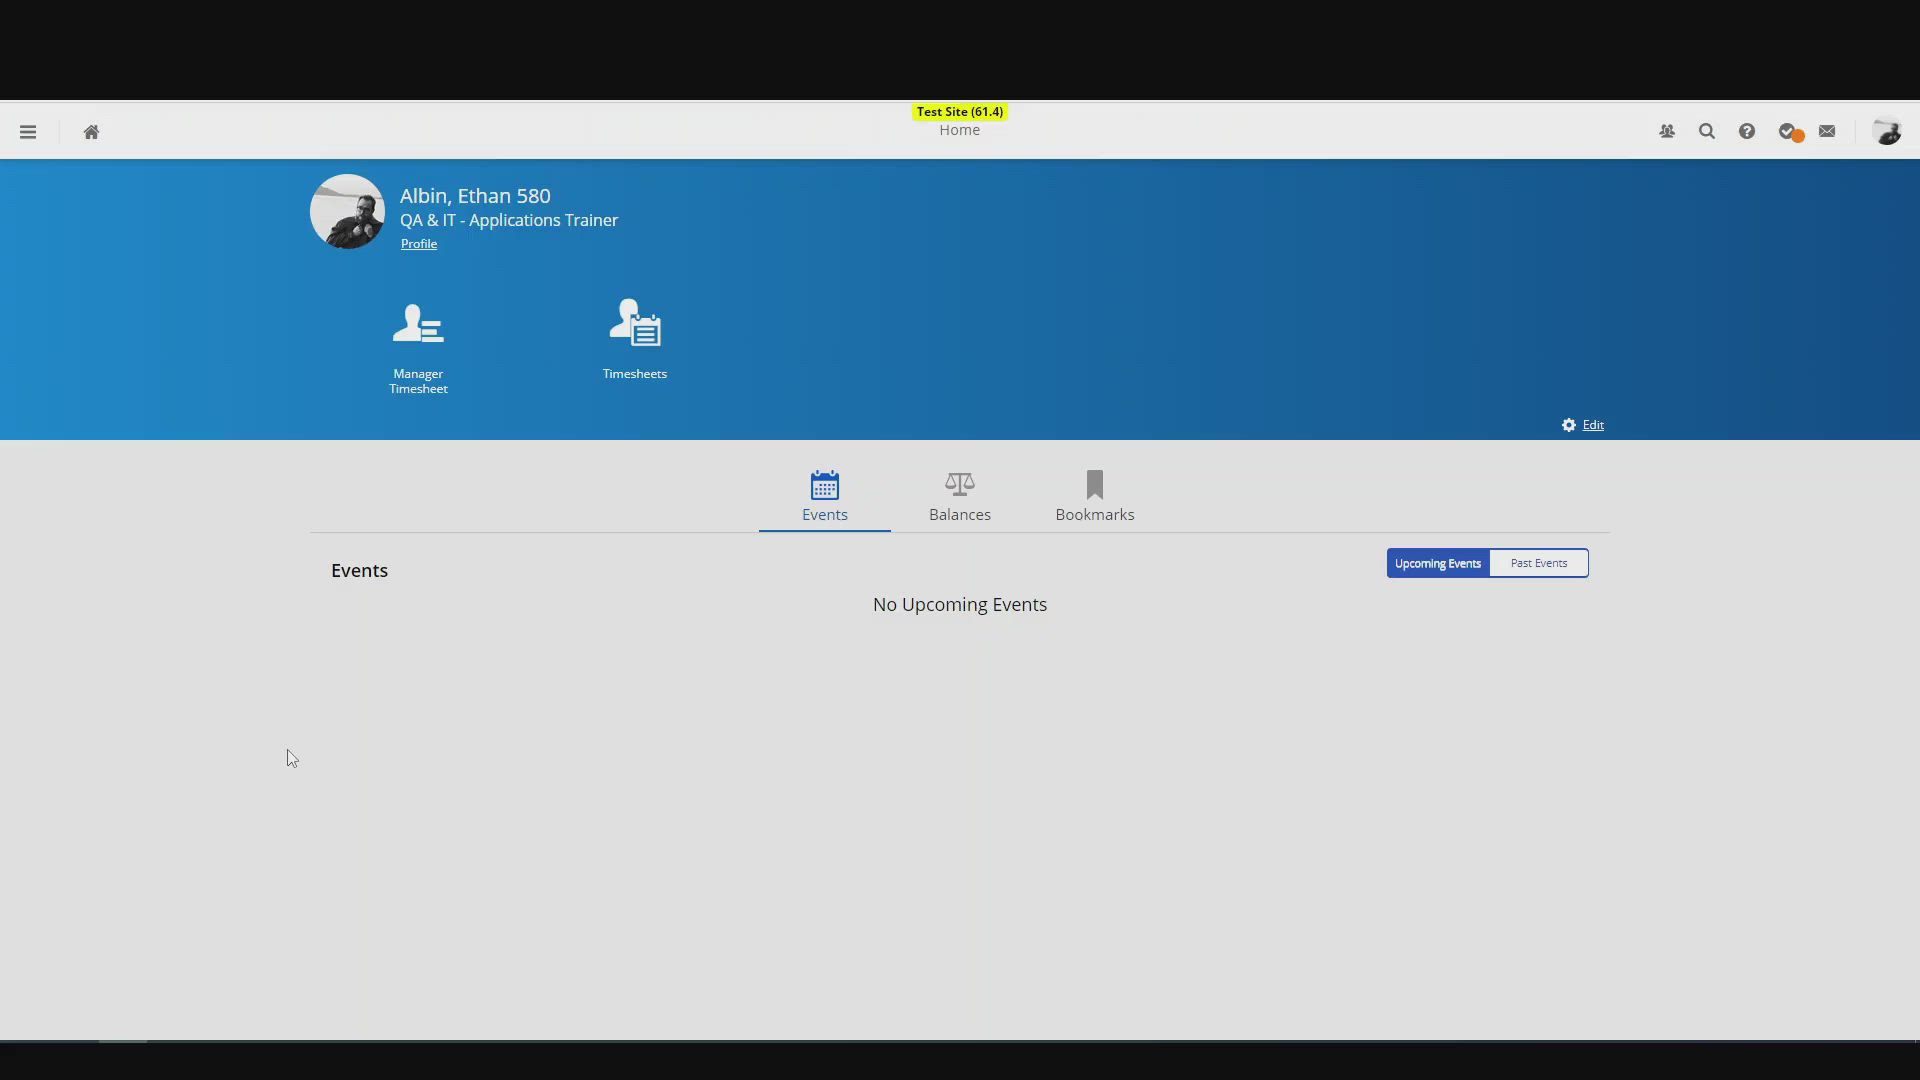 Test Site (61.4)
Home
Albin, Ethan 580
QA & IT - Applications Trainer
Profile
Manager
Timesheet
Timesheets
Edit
Events
Balances
Bookmarks
Events
Upcoming Events
Past Events
No Upcoming Events